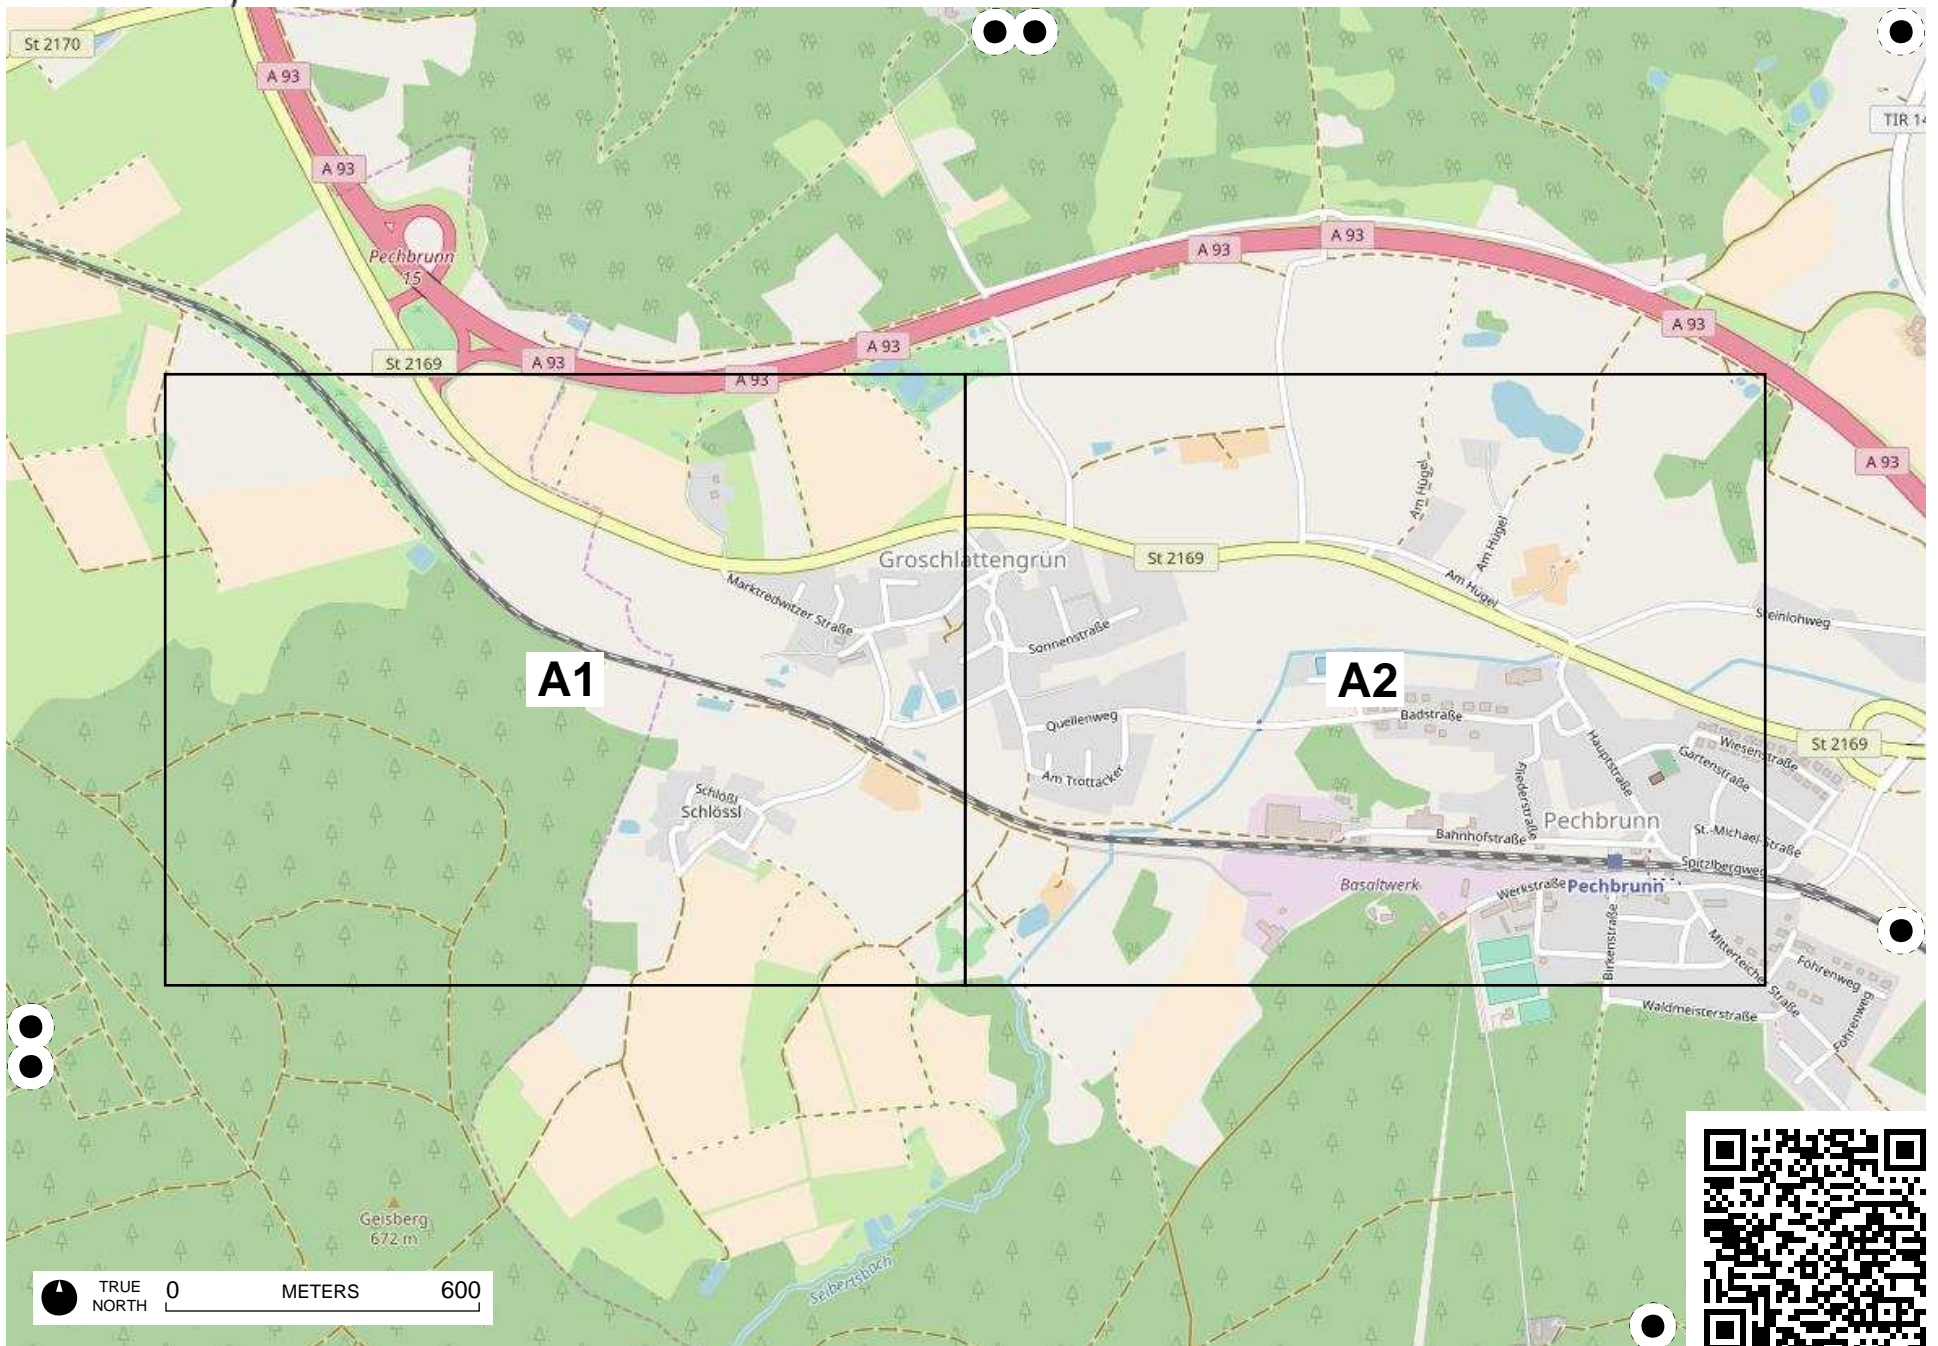 St 2170
A 93
TIR 14
A 93
A 93
A 93
Pechbrunn
15
A 93
A 93
St 2169
A 93
A 93
A 93
Am Hügel
Am Hügel
Groschlattengrün
St 2169
Marktredwitzer Straße
Am Hügel
Steinlohweg
Sonnenstraße
A1
A2
Quellenweg
Badstraße
Hauptstraße
Wiesenstraße
St 2169
Gartenstraße
Am Trottacker
Fliederstraße
Schlößl
Schlössl
Pechbrunn
Bahnhofstraße
St.-Michael-Straße
Spitzlbergweg
Basaltwerk
Werkstraße
Pechbrunn
Birkenstraße
Mitterteicher Straße
Föhrenweg
Waldmeisterstraße
Föhrenweg
Geisberg
672 m
Seibertsbach
TRUE
NORTH
0
METERS
600